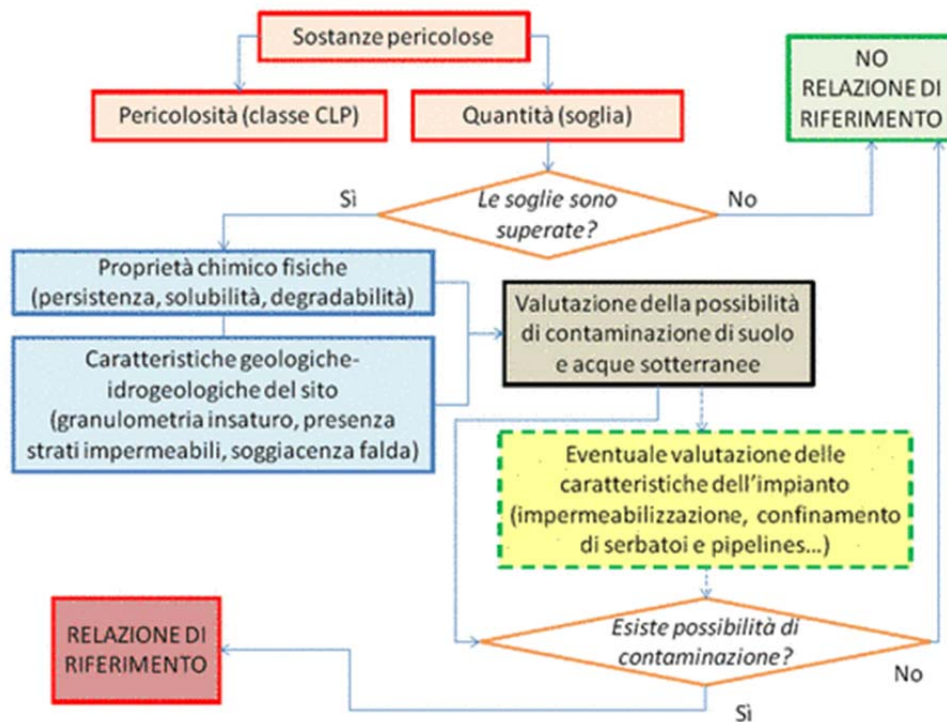 Sostanze pericolose
NO
RELAZIONE DI
RIFERIMENTO
Pericolosità (classe CLP)
Quantità (soglia)
Sì
Le soglie sono
superate?
No
Proprietà chimico fisiche
(persistenza, solubilità, degradabilità)
Valutazione della possibilità
di contaminazione di suolo
e acque sotterranee
Caratteristiche geologiche-
idrogeologiche del sito
(granulometria insaturo, presenza
strati impermeabili, soggiacenza falda)
Eventuale valutazione delle
caratteristiche dell'impianto
(impermeabilizzazione, confinamento
di serbatoi e pipelines...)
Esiste possibilità di
contaminazione?
No
Sì
RELAZIONE DI
RIFERIMENTO